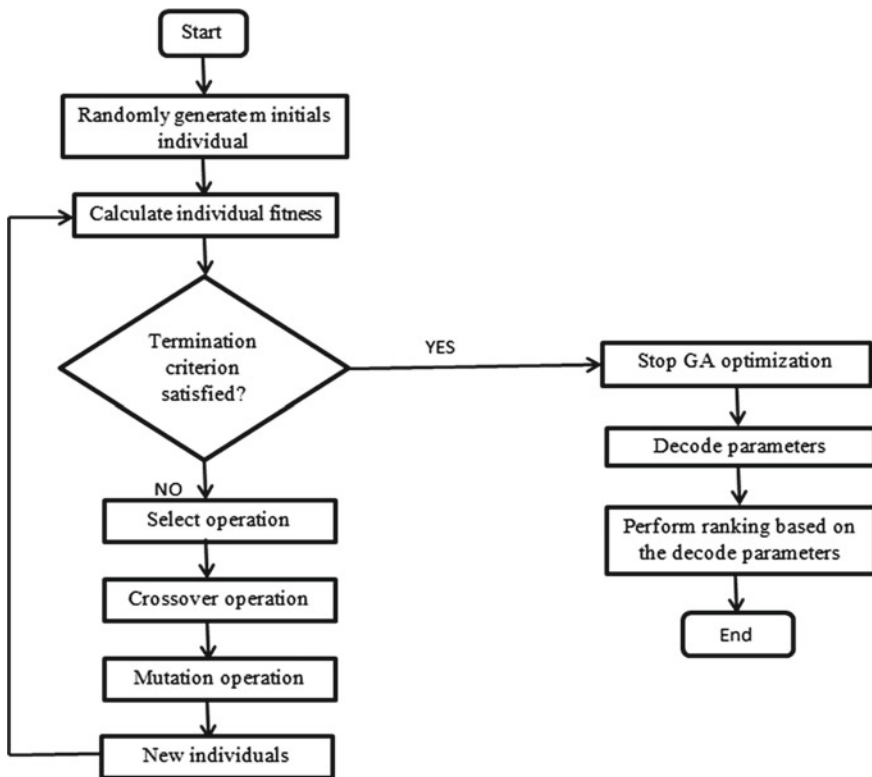 Start
Randomly generatem initials
individual
Calculate individual fitness
Termination
criterion
satisfied?
YES
NO
Select operation
Crossover operation
Mutation operation
New individuals
Stop GA optimization
Decode parameters
Perform ranking based on
the decode parameters
End